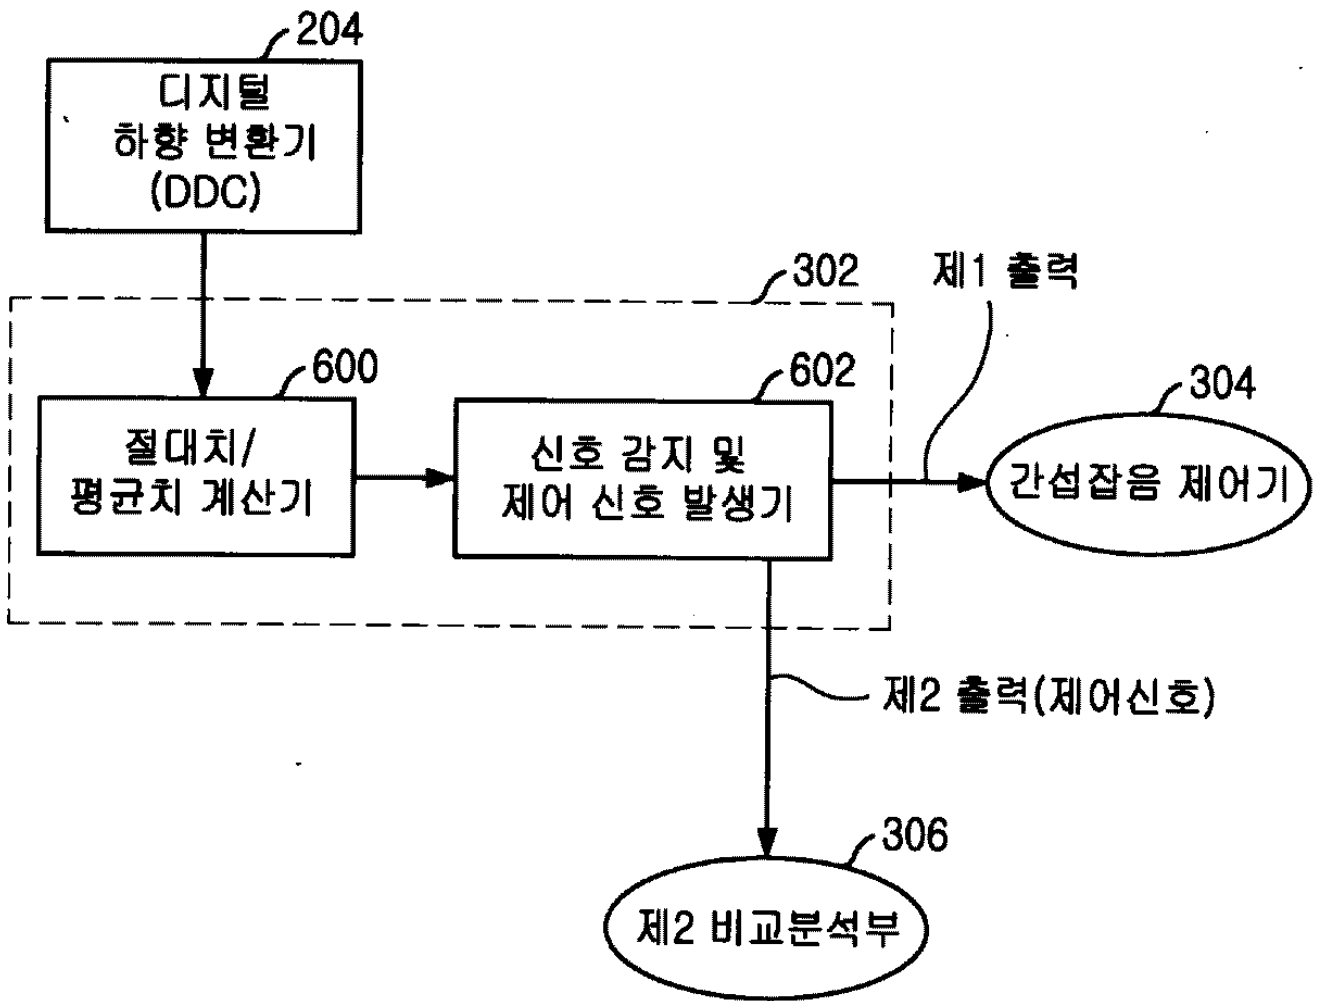 204
디지털
하향 변환기
(DDC)
302
제1 출력
600
602
304
절대치/
평균치 계산기
신호 감지 및
제어 신호 발생기
간섭잡음 제어기
제2 출력(제어신호)
306
제2 비교분석부